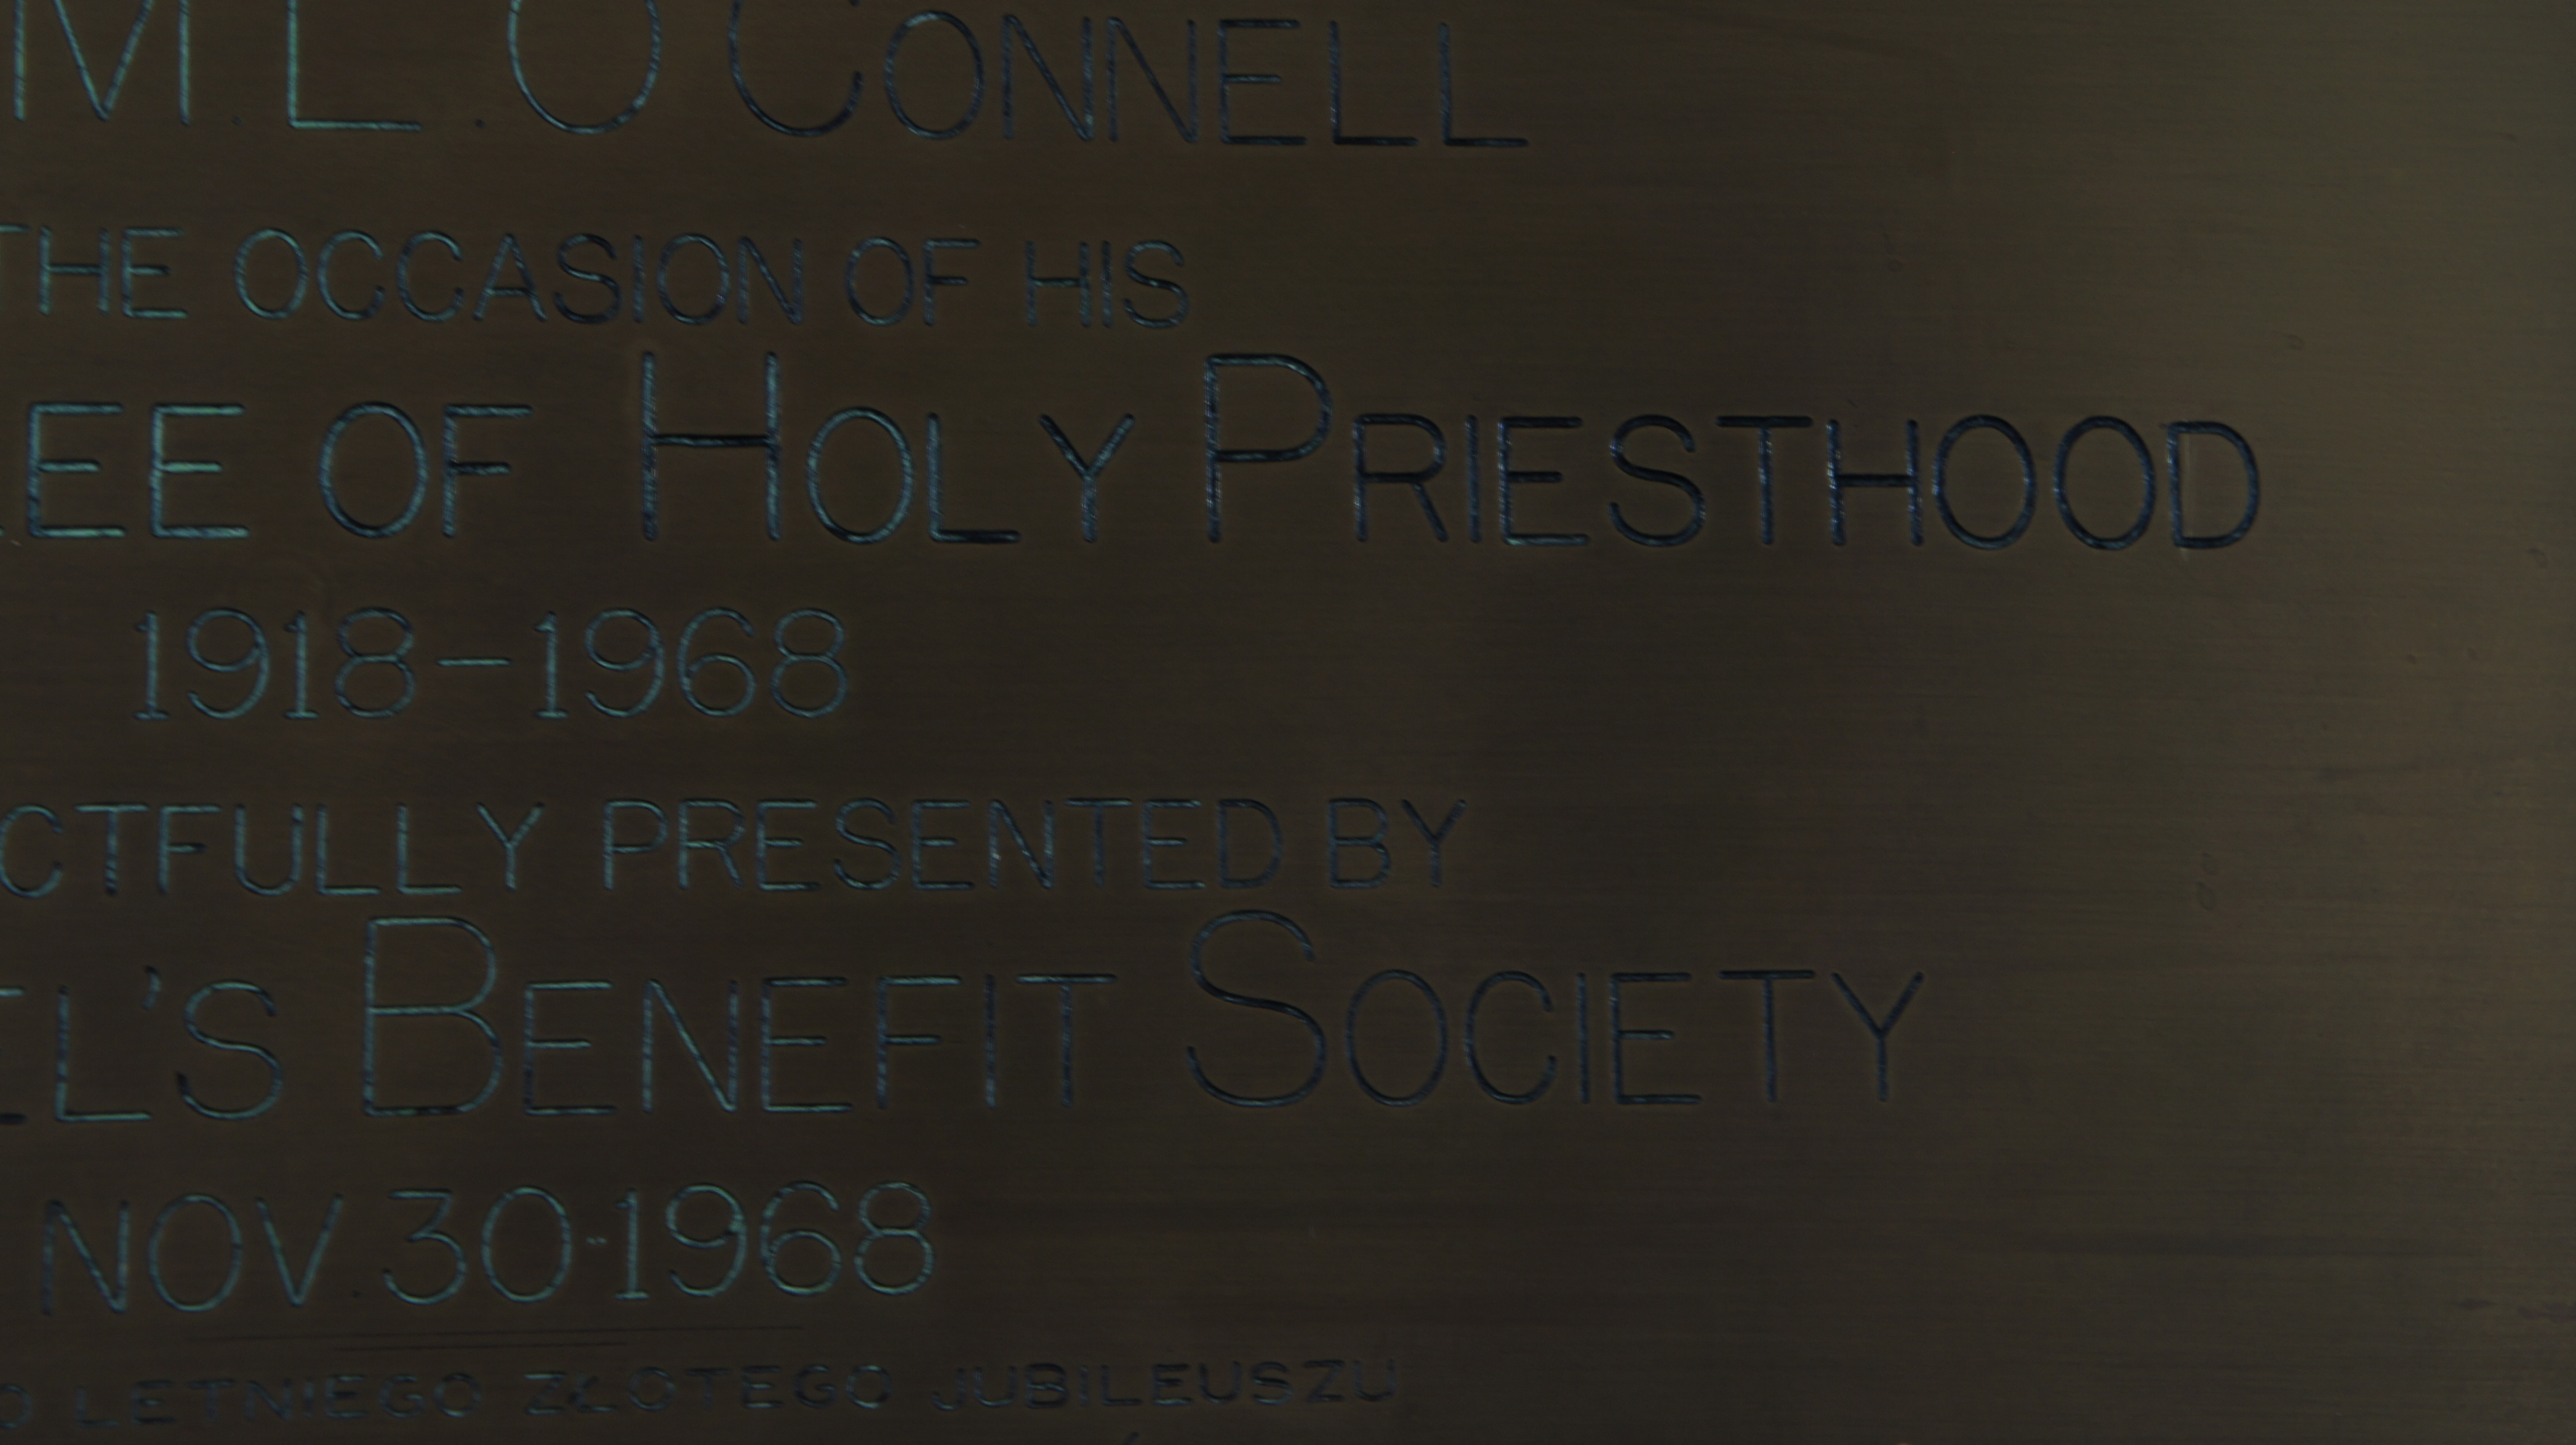 M.L. O'CONNELL
THE OCCASION OF HIS
EE OF HOLY PRIESTHOOD
1918-1968
CTFULLY PRESENTED BY
EL'S BENEFIT SOCIETY
NOV. 30·1968
O LETNIEGO ZŁOTEGO JUBILEUSZU